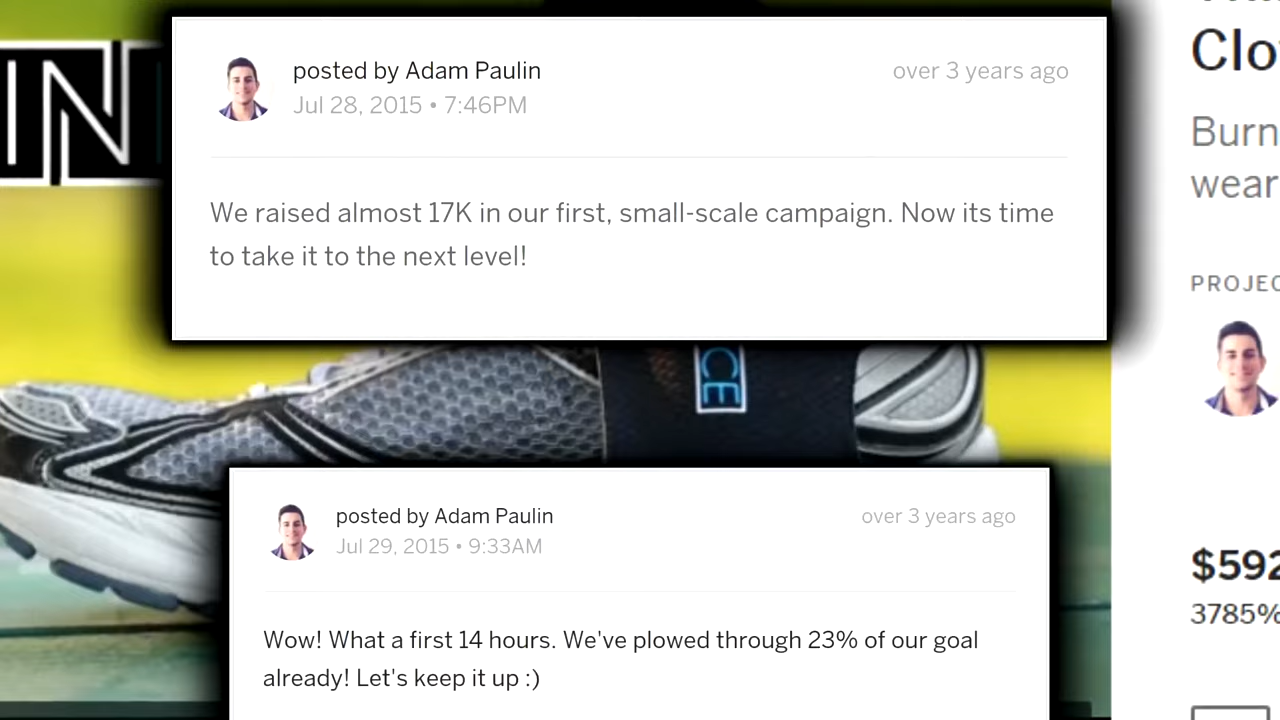 IN
posted by Adam Paulin
over 3 years ago
Jul 28, 2015 • 7:46PM
We raised almost 17K in our first, small-scale campaign. Now its time
to take it to the next level!
CE
posted by Adam Paulin
over 3 years ago
Jul 29, 2015 • 9:33AM
Wow! What a first 14 hours. We've plowed through 23% of our goal
already! Let's keep it up :)
Clo
Burn
wear
PROJEC
$592
3785%